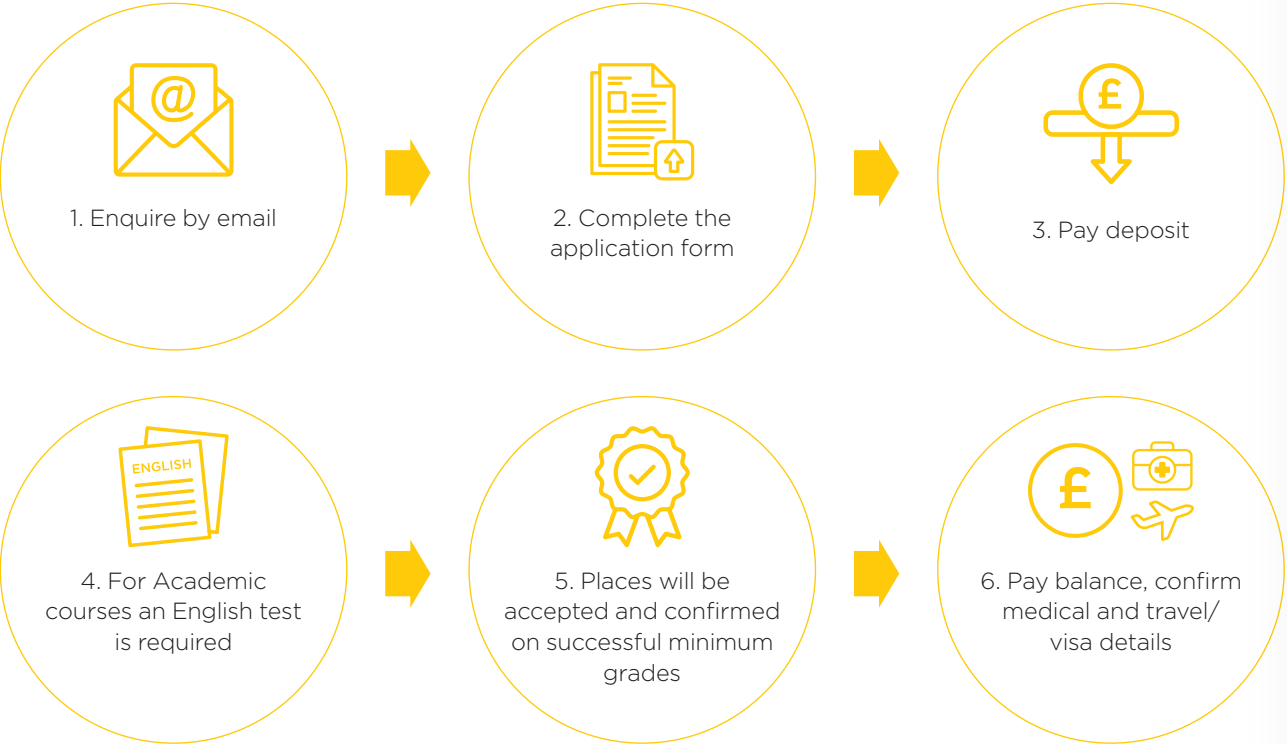 @
£
1. Enquire by email
2. Complete the
application form
3. Pay deposit
ENGLISH
£
4. For Academic
courses an English test
is required
5. Places will be
accepted and confirmed
on successful minimum
grades
6. Pay balance, confirm
medical and travel/
visa details